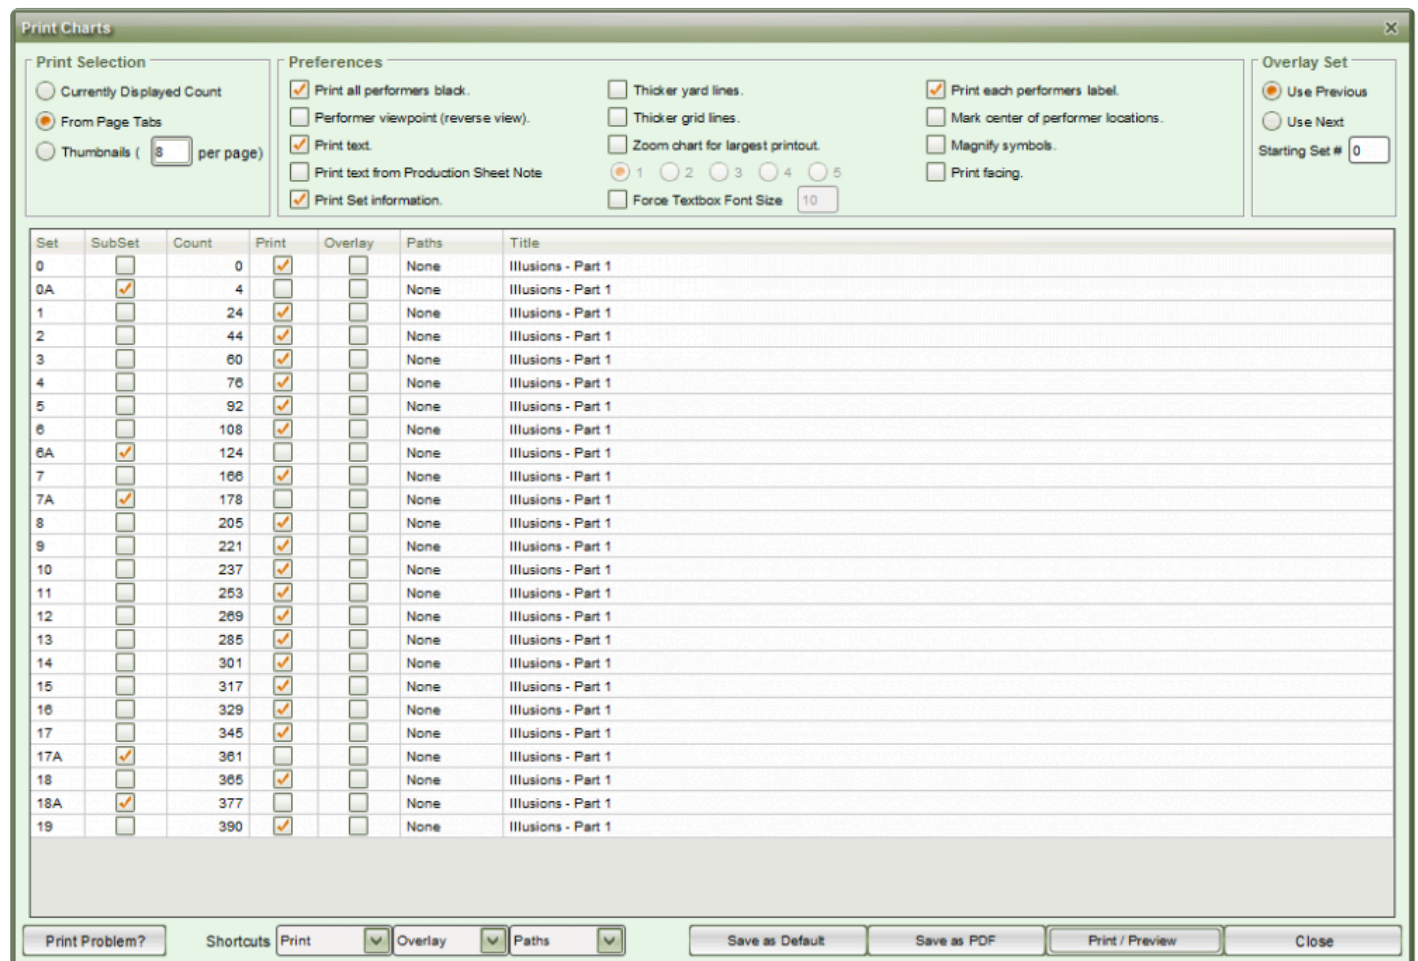 Print Charts
Print Selection
Currently Displayed Count
From Page Tabs
Thumbnails ( 8 per page)
Preferences
Print all performers black.
Performer viewpoint (reverse view).
Print text.
Print text from Production Sheet Note
Print Set information.
Thicker yard lines.
Thicker grid lines.
Zoom chart for largest printout.
1 2 3 4 5
Force Textbox Font Size 10
Print each performers label.
Mark center of performer locations.
Magnify symbols.
Print facing.
Overlay Set
Use Previous
Use Next
Starting Set # 0
Set SubSet Count Print Overlay Paths Title
0 0 None Illusions - Part 1
0A 4 None Illusions - Part 1
1 24 None Illusions - Part 1
2 44 None Illusions - Part 1
3 60 None Illusions - Part 1
4 76 None Illusions - Part 1
5 92 None Illusions - Part 1
6 108 None Illusions - Part 1
6A 124 None Illusions - Part 1
7 166 None Illusions - Part 1
7A 178 None Illusions - Part 1
8 205 None Illusions - Part 1
9 221 None Illusions - Part 1
10 237 None Illusions - Part 1
11 253 None Illusions - Part 1
12 269 None Illusions - Part 1
13 285 None Illusions - Part 1
14 301 None Illusions - Part 1
15 317 None Illusions - Part 1
16 329 None Illusions - Part 1
17 345 None Illusions - Part 1
17A 361 None Illusions - Part 1
18 365 None Illusions - Part 1
18A 377 None Illusions - Part 1
19 390 None Illusions - Part 1
Print Problem? Shortcuts Print Overlay Paths Save as Default Save as PDF Print / Preview Close